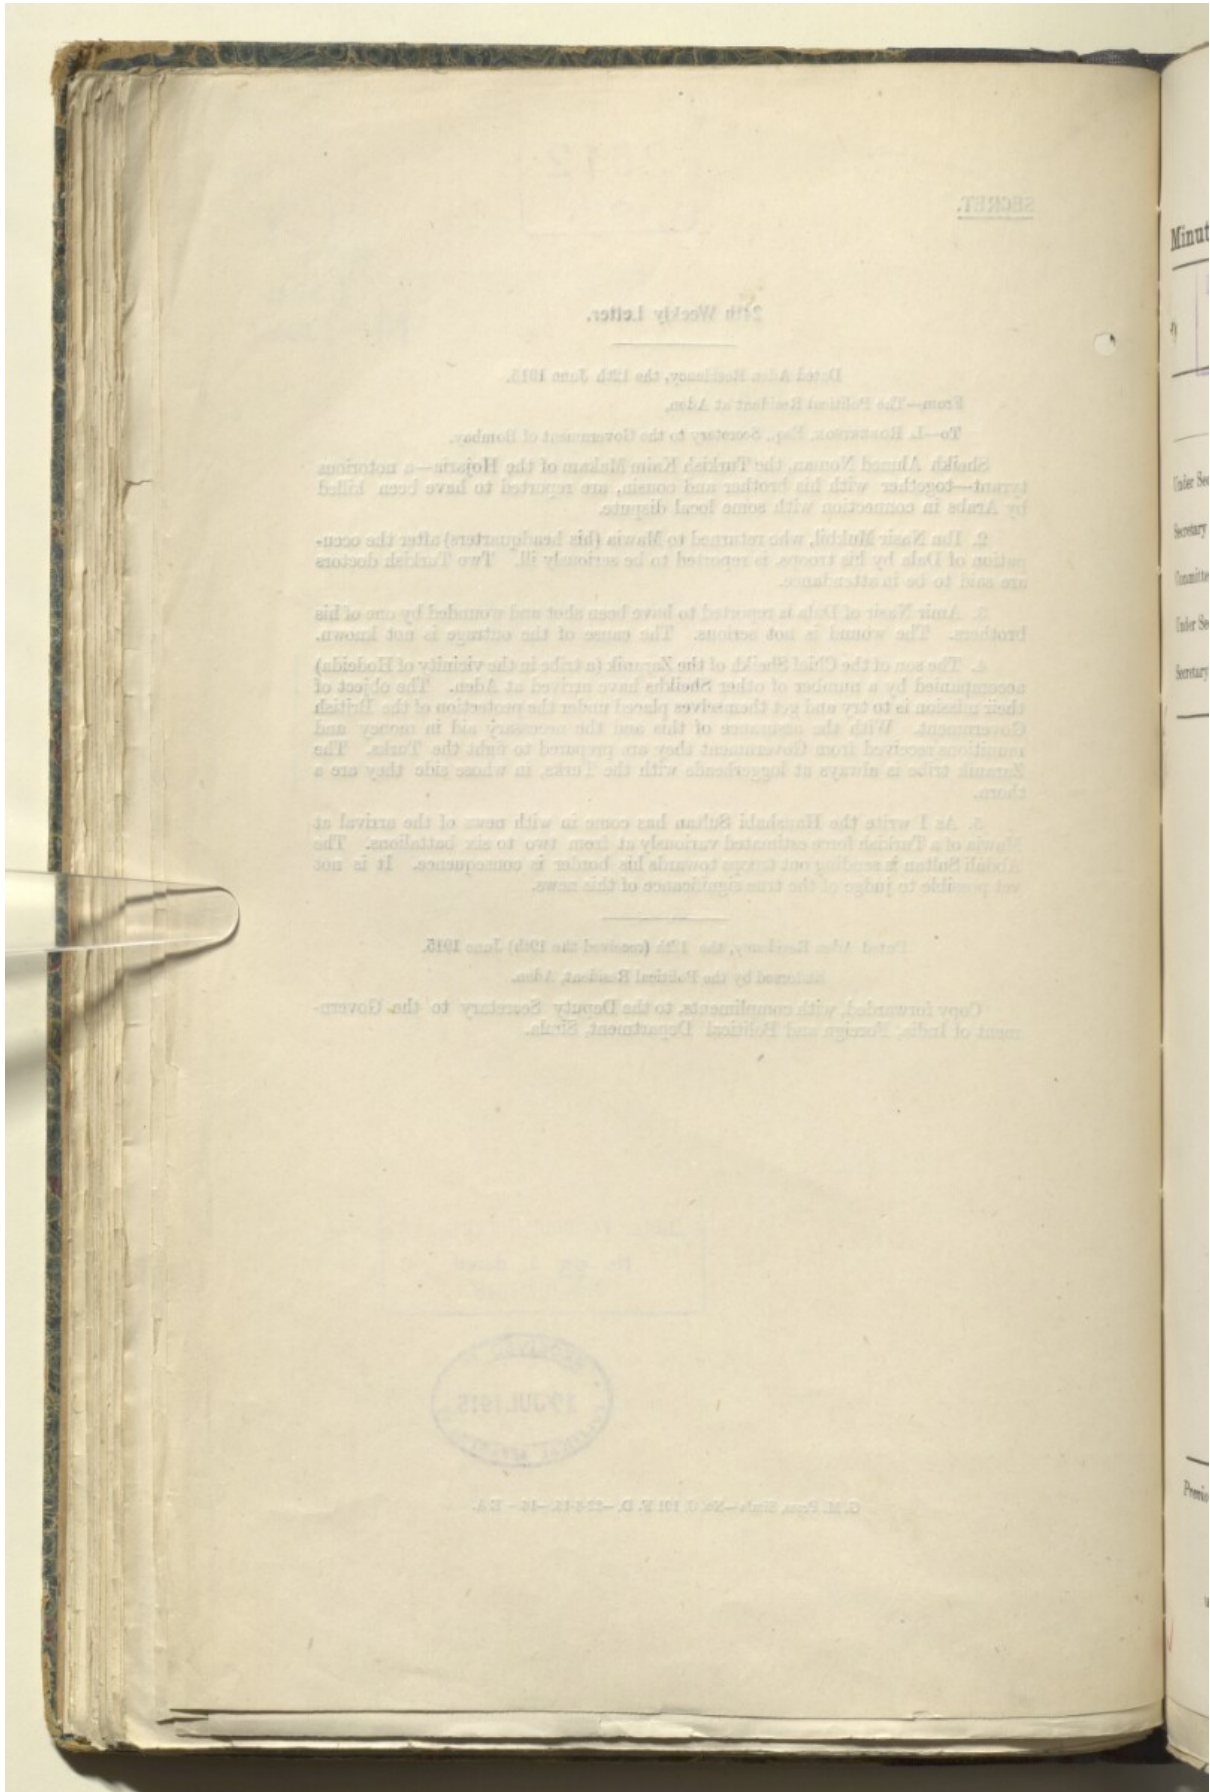 SECRET.
24th Weekly Letter.
Dated Aden Residency, the 12th June 1915.
From—The Political Resident at Aden,
To—L. ROBERTSON, Esq., Secretary to the Government of Bombay.
Sheikh Ahmed Noman, the Turkish Kaim Makam of the Hojaria—a notorious
tyrant—together with his brother and cousin, are reported to have been killed
by Arabs in connection with some local dispute.
2. The Nasir Mukbil, who returned to Mawia (his headquarters) after the occu-
pation of Dala by his troops, is reported to be seriously ill. Two Turkish doctors
are said to be in attendance.
3. Amir Nasir of Dala is reported to have been shot and wounded by one of his
brothers. The wound is not serious. The cause of the outrage is not known.
4. The son of the Chief Sheikh of the Zaranik (a tribe in the vicinity of Hodeida)
accompanied by a number of other Sheikhs have arrived at Aden. The object of
their mission is to try and get themselves placed under the protection of the British
Government. With the assurance of this and the necessary aid in money and
munitions received from Government they are prepared to fight the Turks. The
Zaranik tribe is always at loggerheads with the Turks, in whose side they are a
thorn.
5. As I write the Haushabi Sultan has come in with news of the arrival at
Mawia of a Turkish force estimated variously at from two to six battalions. The
Abdali Sultan is sending out troops towards his border in consequence. It is not
yet possible to judge of the true significance of this news.
Dated Aden Residency, the 12th (received the 19th) June 1915.
Endorsed by the Political Resident, Aden.
Copy forwarded, with compliments, to the Deputy Secretary to the Govern-
ment of India, Foreign and Political Department, Simla.
JUL 1915
G. M. Press, Simla
Minut
Under Sec
Secretary
Committe
Under Sec
Secretary
Previo